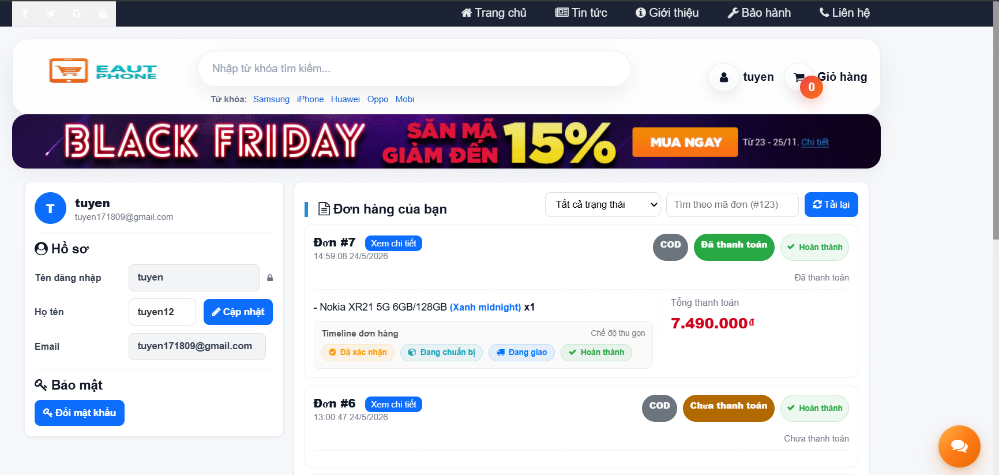 Trang chủ
Tin tức
Giới thiệu
Bảo hành
Liên hệ
EAUT
PHONE
Nhập từ khóa tìm kiếm...
tuyen
0
Giỏ hàng
Từ khóa: Samsung iPhone Huawei Oppo Mobi
BLACK FRIDAY
SĂN MÃ
GIẢM ĐẾN
15%
MUA NGAY
Từ 23 - 25/11. Chi tiết
T
tuyen
tuyen171809@gmail.com
Hồ sơ
Tên đăng nhập
tuyen
Họ tên
tuyen12
Cập nhật
Email
tuyen171809@gmail.com
Bảo mật
Đổi mật khẩu
Đơn hàng của bạn
Tất cả trạng thái
Tìm theo mã đơn (#123)
Tải lại
Đơn #7
Xem chi tiết
14:59:08 24/5/2026
COD
Đã thanh toán
Hoàn thành
Đã thanh toán
- Nokia XR21 5G 6GB/128GB (Xanh midnight) x1
Timeline đơn hàng
Chế độ thu gọn
Đã xác nhận
Đang chuẩn bị
Đang giao
Hoàn thành
Tổng thanh toán
7.490.000₫
Đơn #6
Xem chi tiết
13:00:47 24/5/2026
COD
Chưa thanh toán
Hoàn thành
Chưa thanh toán